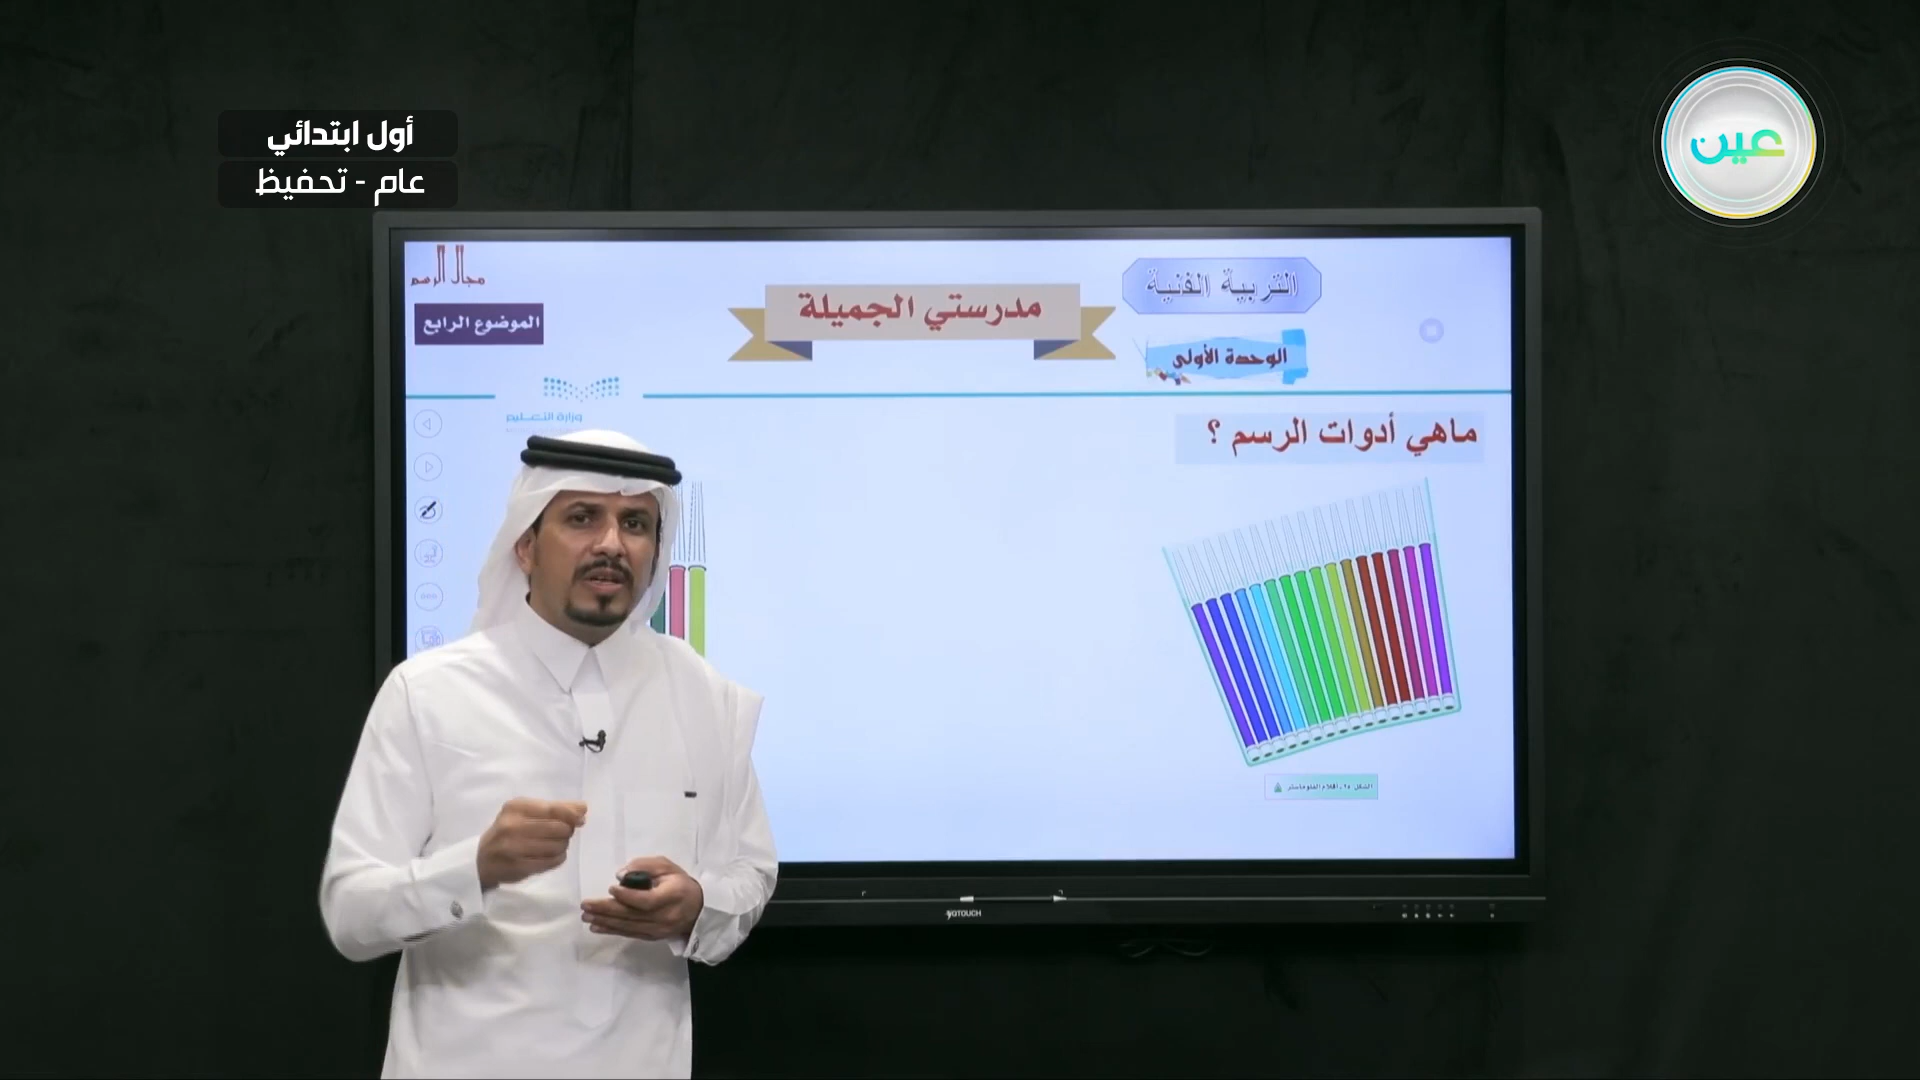 أول ابتدائي
عام - تحفيظ
عين
مجال الرسم
الموضوع الرابع
مدرستي الجميلة
التربية الفنية
الوحدة الأولى
وزارة التعليم
ماهي أدوات الرسم ؟